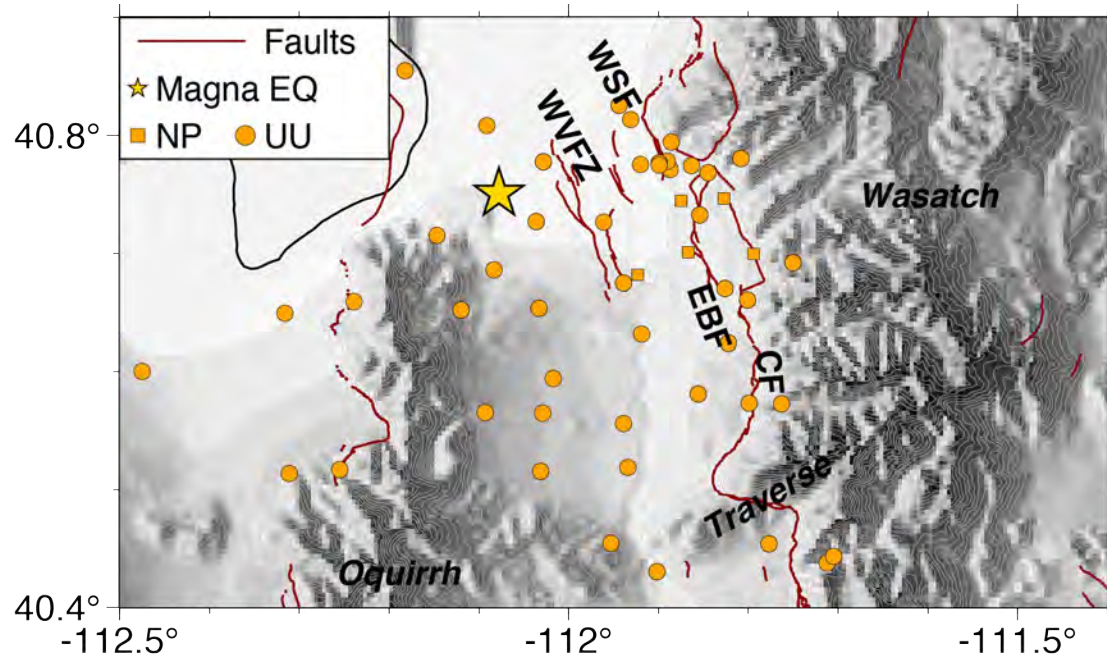 Faults
Magna EQ
NP UU
WSF
WVFZ
40.8°
Wasatch
EBF
CF
Traverse
Oquirrh
40.4°
-112.5° -112° -111.5°